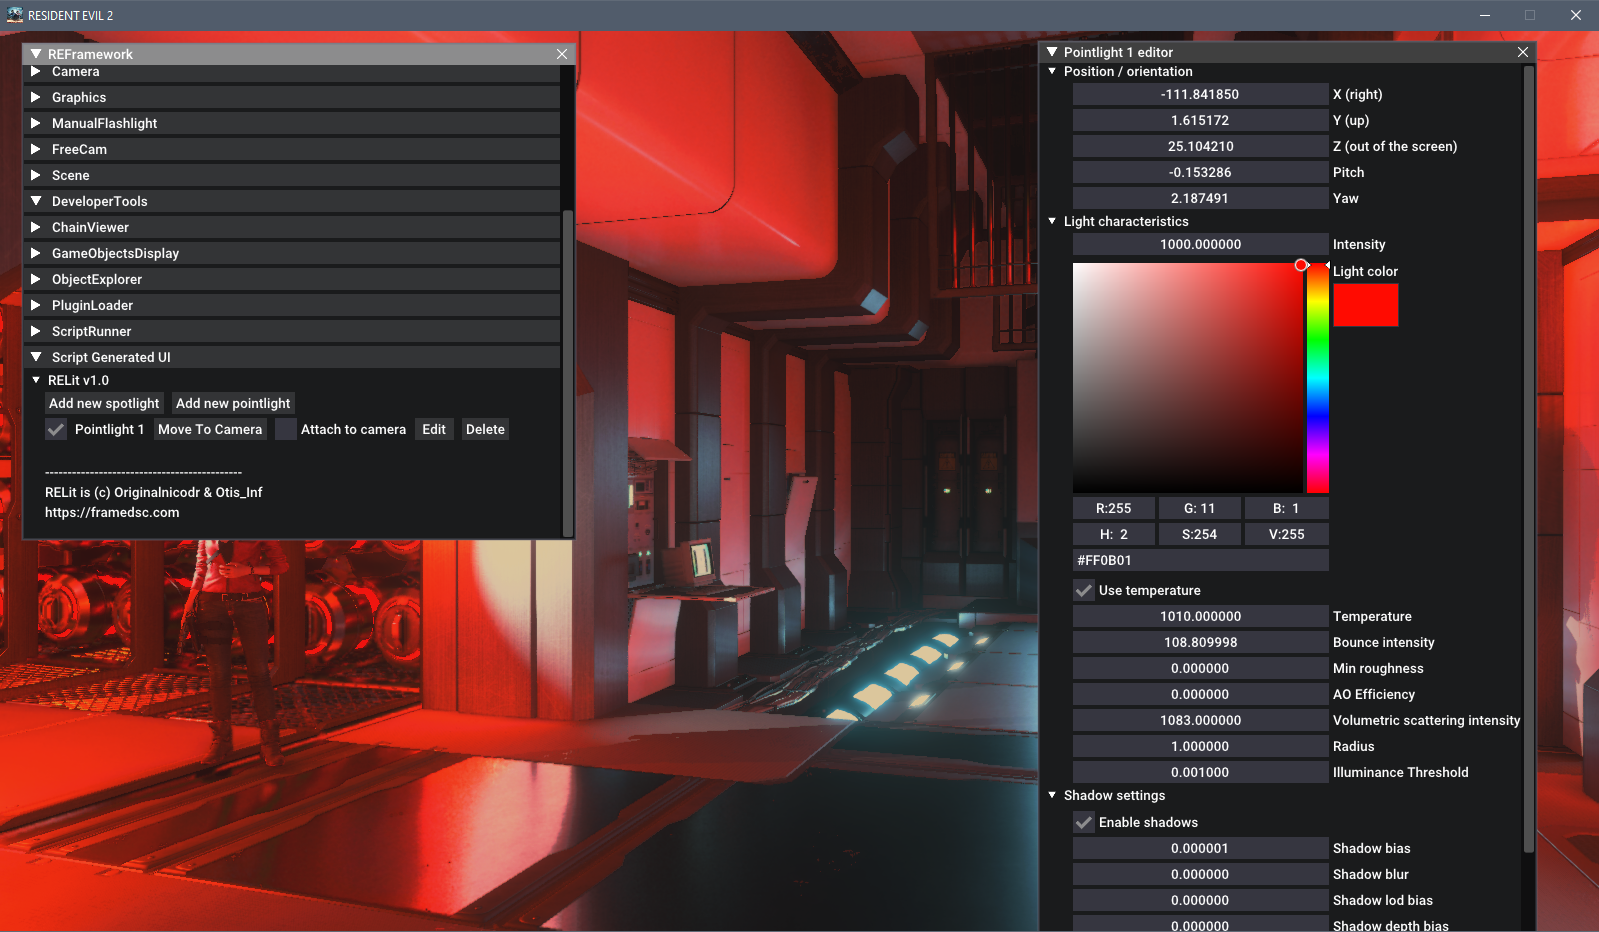 RESIDENT EVIL 2
REFramework
Camera
Graphics
ManualFlashlight
FreeCam
Scene
DeveloperTools
ChainViewer
GameObjectsDisplay
ObjectExplorer
PluginLoader
ScriptRunner
Script Generated UI
RELit v1.0
Add new spotlight Add new pointlight
Pointlight 1 Move To Camera Attach to camera Edit Delete
--------------------------------------------
RELit is (c) Originalnicodr & Otis_Inf
https://framedsc.com
Pointlight 1 editor
Position / orientation
-111.841850 X (right)
1.615172 Y (up)
25.104210 Z (out of the screen)
-0.153286 Pitch
2.187491 Yaw
Light characteristics
1000.000000 Intensity
Light color
R:255 G: 11 B: 1
H: 2 S:254 V:255
#FF0B01
Use temperature
1010.000000 Temperature
108.809998 Bounce intensity
0.000000 Min roughness
0.000000 AO Efficiency
1083.000000 Volumetric scattering intensity
1.000000 Radius
0.001000 Illuminance Threshold
Shadow settings
Enable shadows
0.000001 Shadow bias
0.000000 Shadow blur
0.000000 Shadow lod bias
0.000000 Shadow depth bias